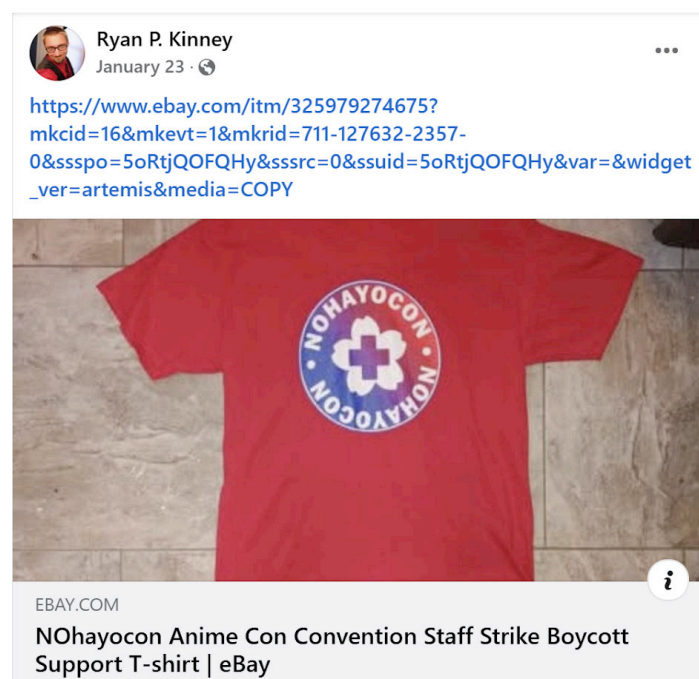 Ryan P. Kinney
January 23 ·
https://www.ebay.com/itm/325979274675?
mkcid=16&mkevt=1&mkrid=711-127632-2357-
0&ssspo=5oRtjQOFQHy&sssrc=0&ssuid=5oRtjQOFQHy&var=&widget
_ver=artemis&media=COPY
· NOHAYOCON ·
NOHAYOCON
EBAY.COM
NOhayocon Anime Con Convention Staff Strike Boycott
Support T-shirt | eBay